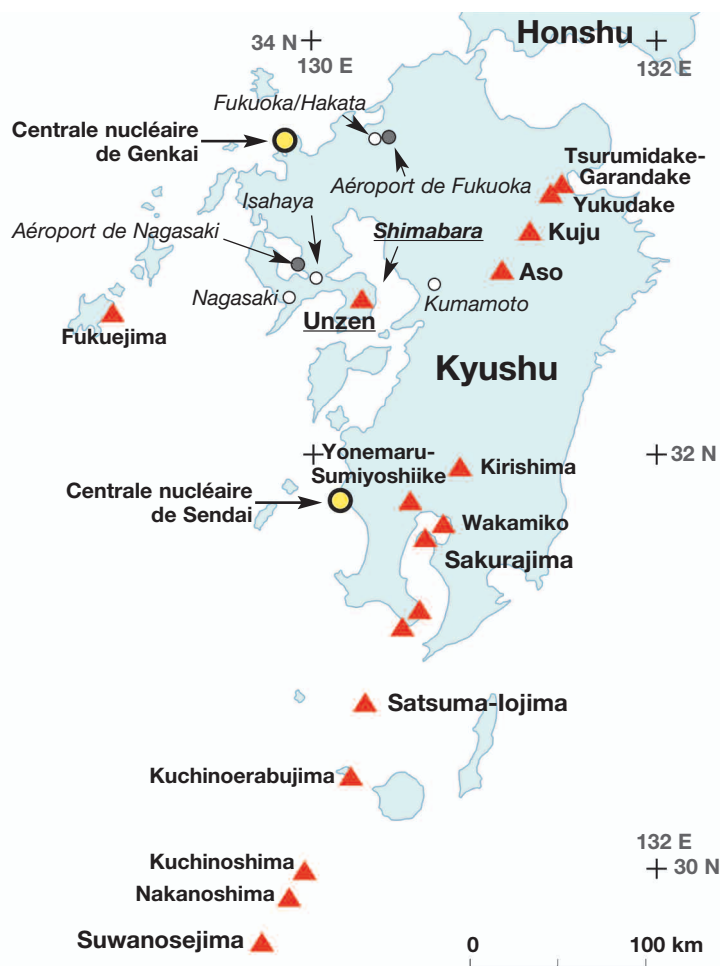 Honshu
34 N
130 E
132 E
Fukuoka/Hakata
Centrale nucléaire
de Genkai
Tsurumidake-
Garandake
Aéroport de Fukuoka
Yukudake
Isahaya
Aéroport de Nagasaki
Shimabara
Kuju
Aso
Nagasaki
Kumamoto
Unzen
Fukuejima
Kyushu
Yonemaru-
Sumiyoshiike
32 N
Kirishima
Centrale nucléaire
de Sendai
Wakamiko
Sakurajima
Satsuma-Iojima
Kuchinoerabujima
132 E
30 N
Kuchinoshima
Nakanoshima
Suwanosejima
0 100 km